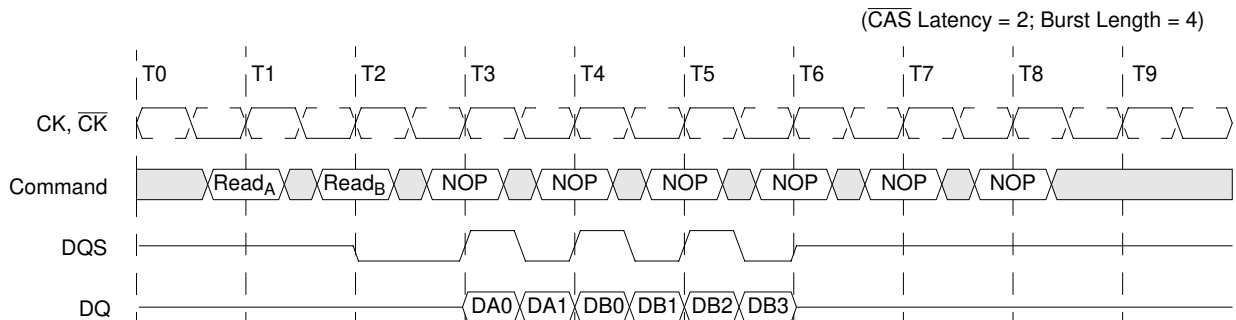 (CAS Latency = 2; Burst Length = 4)
T0 T1 T2 T3 T4 T5 T6 T7 T8 T9
CK, CK
Command ReadA ReadB NOP NOP NOP NOP NOP NOP
DQS
DQ DA0 DA1 DB0 DB1 DB2 DB3